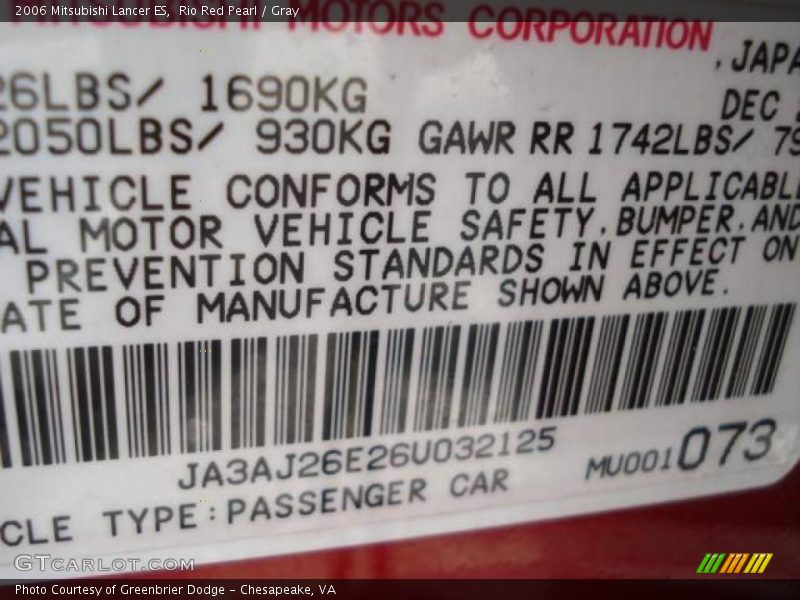 2006 Mitsubishi Lancer ES, Rio Red Pearl / Gray
MITSUBISHI MOTORS CORPORATION
, JAPA
26LBS/ 1690KG
DEC
2050LBS/ 930KG GAWR RR 1742LBS/ 79
VEHICLE CONFORMS TO ALL APPLICABL
AL MOTOR VEHICLE SAFETY, BUMPER, AND
PREVENTION STANDARDS IN EFFECT ON
ATE OF MANUFACTURE SHOWN ABOVE.
JA3AJ26E26U032125
MU001073
CLE TYPE:PASSENGER CAR
GTCARLOT.COM
Photo Courtesy of Greenbrier Dodge - Chesapeake, VA